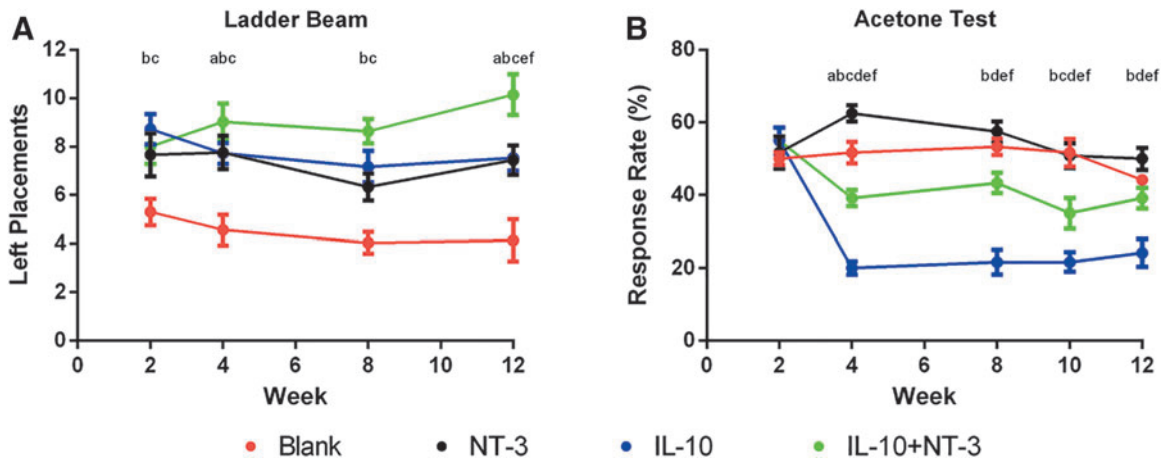 A
Ladder Beam
Left Placements
12
10
8
6
4
2
0
bc
abc
bc
abcef
0
2
4
6
8
10
12
Week
B
Acetone Test
Response Rate (%)
80
60
40
20
0
abcdef
bdef
bcdef
bdef
0
2
4
6
8
10
12
Week
Blank
NT-3
IL-10
IL-10+NT-3